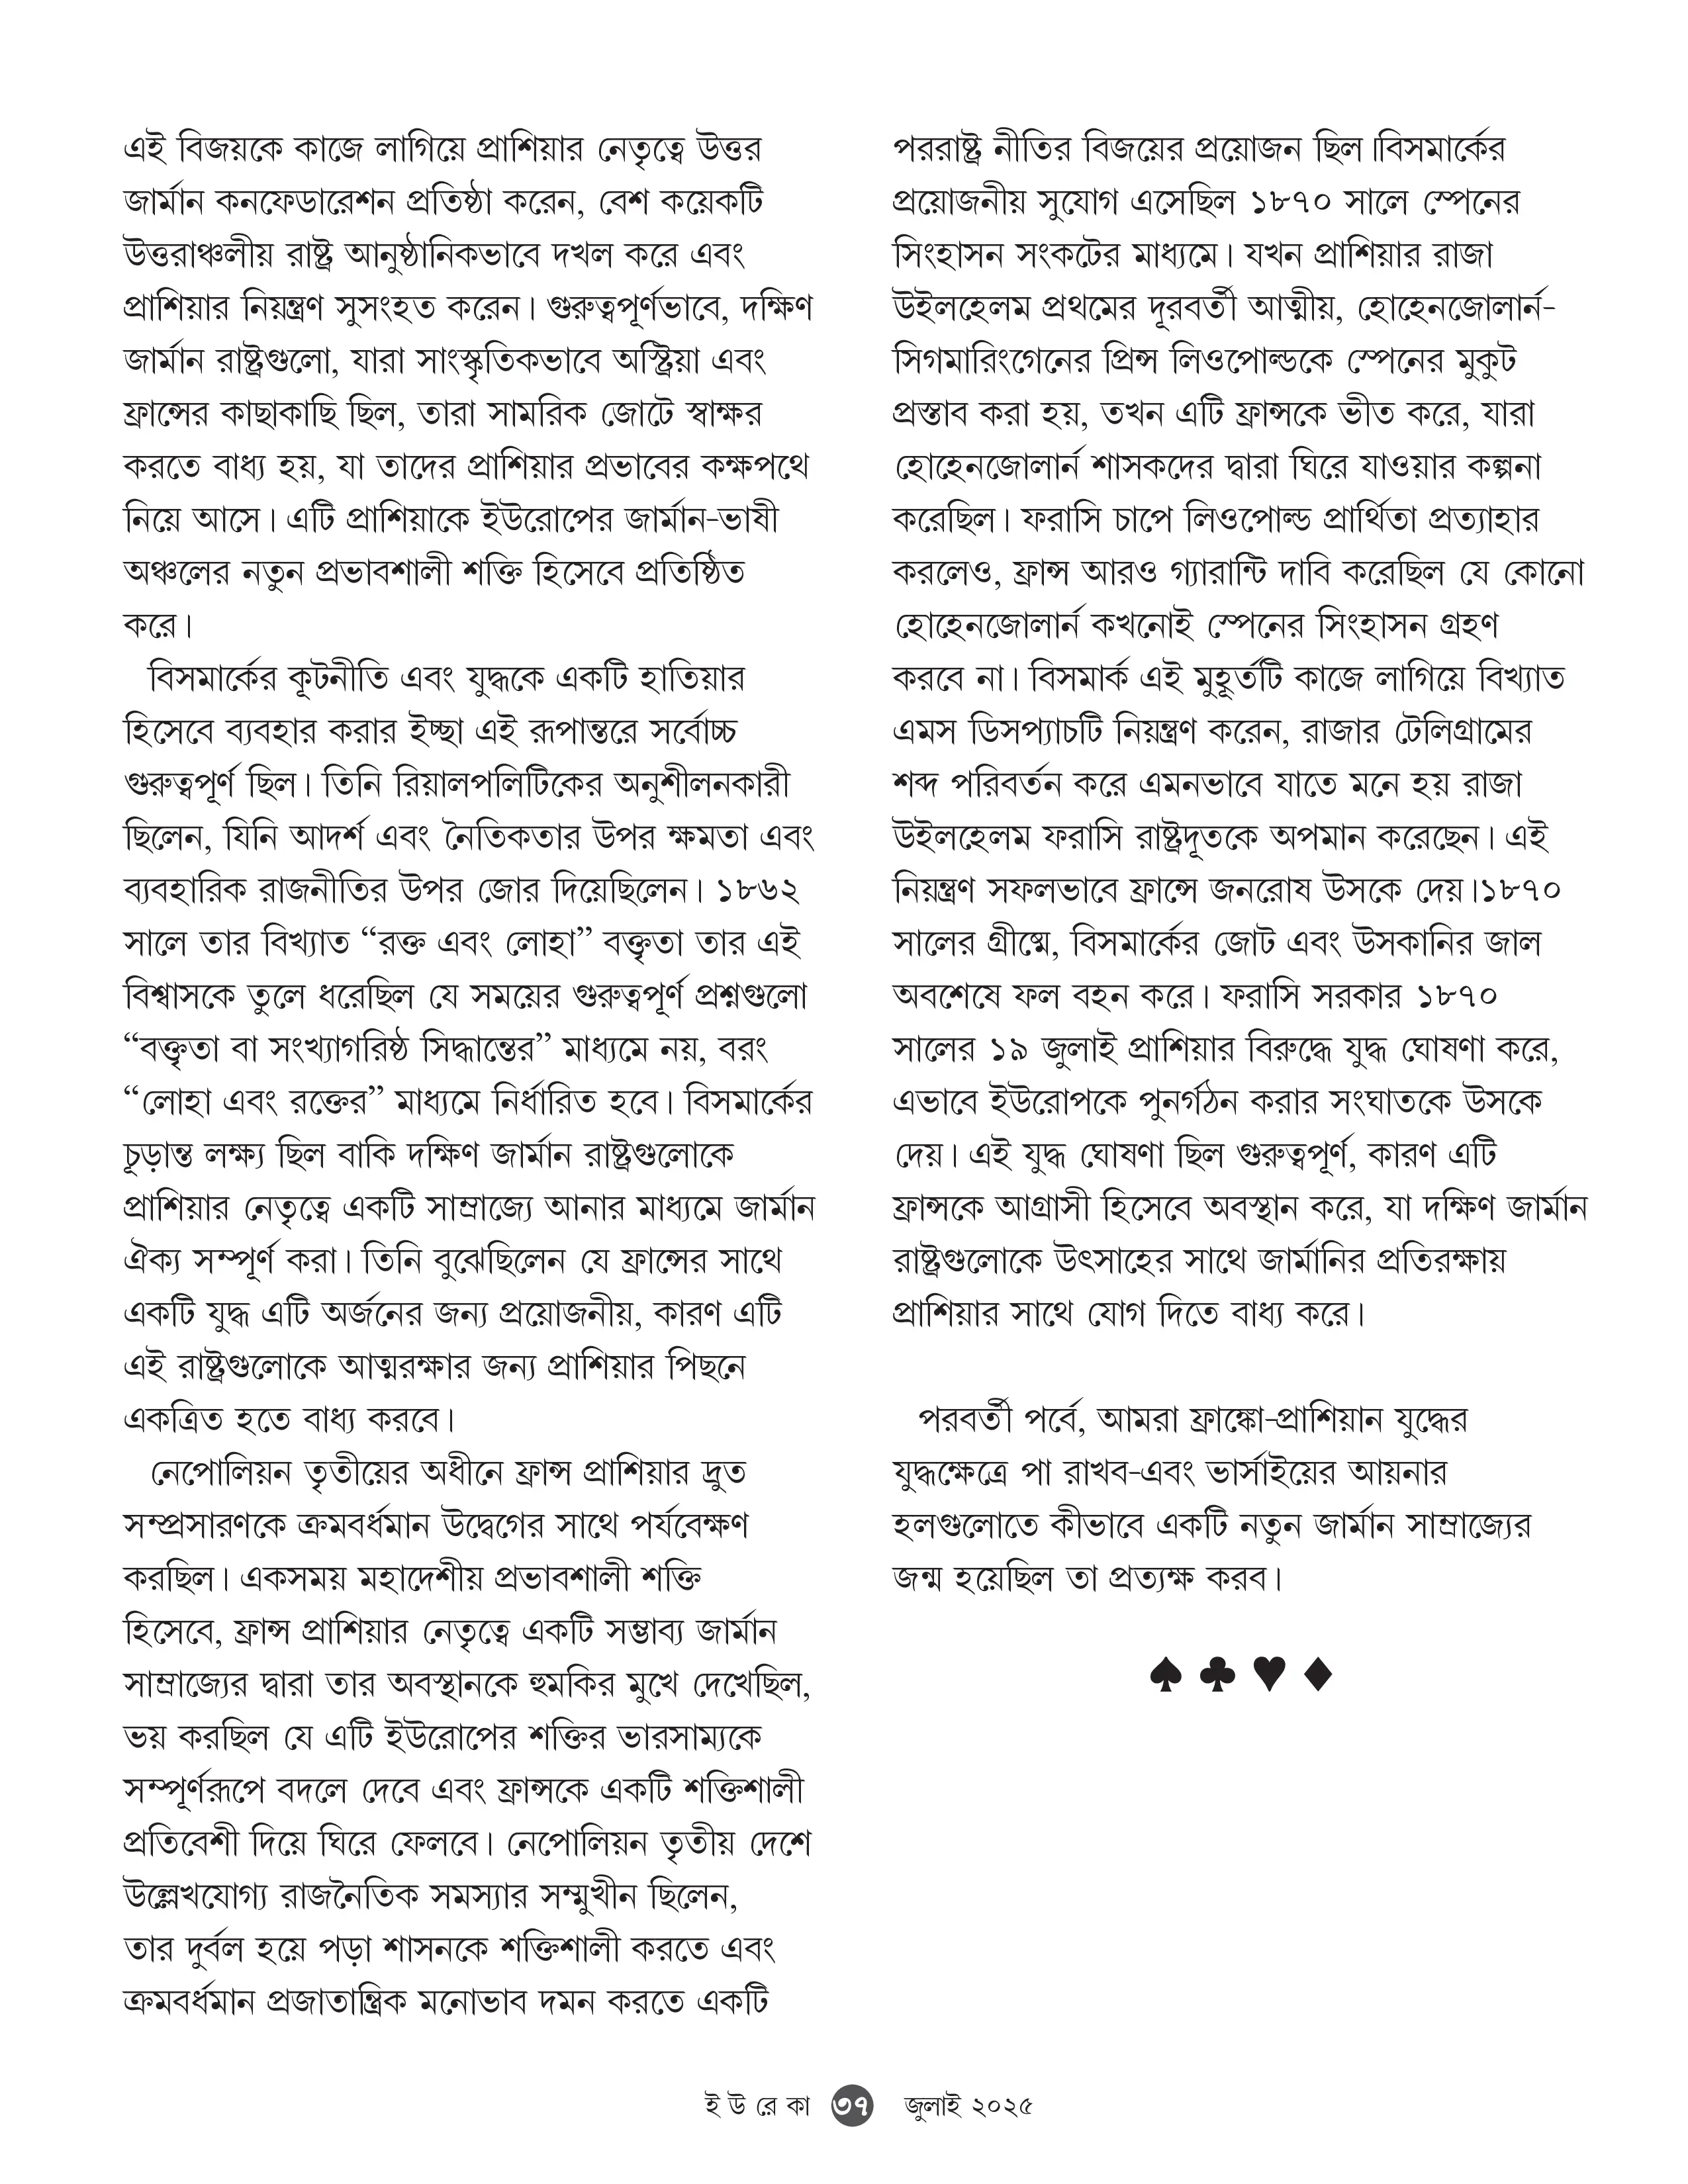 এই বিজয়কে কাজে লাগিয়ে প্রাশিয়ার নেতৃত্বে উত্তর
জার্মান কনফেডারেশন প্রতিষ্ঠা করেন, বেশ কয়েকটি
উত্তরাঞ্চলীয় রাষ্ট্র আনুষ্ঠানিকভাবে দখল করে এবং
প্রাশিয়ার নিয়ন্ত্রণ সুসংহত করেন। গুরুত্বপূর্ণভাবে, দক্ষিণ
জার্মান রাষ্ট্রগুলো, যারা সাংস্কৃতিকভাবে অস্ট্রিয়া এবং
ফ্রান্সের কাছাকাছি ছিল, তারা সামরিক জোটে স্বাক্ষর
করতে বাধ্য হয়, যা তাদের প্রাশিয়ার প্রভাবের কক্ষপথে
নিয়ে আসে। এটি প্রাশিয়াকে ইউরোপের জার্মান-ভাষী
অঞ্চলের নতুন প্রভাবশালী শক্তি হিসেবে প্রতিষ্ঠিত
করে।
বিসমার্কের কূটনীতি এবং যুদ্ধকে একটি হাতিয়ার
হিসেবে ব্যবহার করার ইচ্ছা এই রূপান্তরে সর্বোচ্চ
গুরুত্বপূর্ণ ছিল। তিনি রিয়ালপলিটিকের অনুশীলনকারী
ছিলেন, যিনি আদর্শ এবং নৈতিকতার উপর ক্ষমতা এবং
ব্যবহারিক রাজনীতির উপর জোর দিয়েছিলেন। ১৮৬২
সালে তার বিখ্যাত “রক্ত এবং লোহা” বক্তৃতা তার এই
বিশ্বাসকে তুলে ধরেছিল যে সময়ের গুরুত্বপূর্ণ প্রশ্নগুলো
“বক্তৃতা বা সংখ্যাগরিষ্ঠ সিদ্ধান্তের” মাধ্যমে নয়, বরং
“লোহা এবং রক্তের” মাধ্যমে নির্ধারিত হবে। বিসমার্কের
চূড়ান্ত লক্ষ্য ছিল বাকি দক্ষিণ জার্মান রাষ্ট্রগুলোকে
প্রাশিয়ার নেতৃত্বে একটি সাম্রাজ্যে আনার মাধ্যমে জার্মান
ঐক্য সম্পূর্ণ করা। তিনি বুঝেছিলেন যে ফ্রান্সের সাথে
একটি যুদ্ধ এটি অর্জনের জন্য প্রয়োজনীয়, কারণ এটি
এই রাষ্ট্রগুলোকে আত্মরক্ষার জন্য প্রাশিয়ার পিছনে
একত্রিত হতে বাধ্য করবে।
নেপোলিয়ন তৃতীয়ের অধীনে ফ্রান্স প্রাশিয়ার দ্রুত
সম্প্রসারণকে ক্রমবর্ধমান উদ্বেগের সাথে পর্যবেক্ষণ
করছিল। একসময় মহাদেশীয় প্রভাবশালী শক্তি
হিসেবে, ফ্রান্স প্রাশিয়ার নেতৃত্বে একটি সম্ভাব্য জার্মান
সাম্রাজ্যের দ্বারা তার অবস্থানকে হুমকির মুখে দেখেছিল,
ভয় করছিল যে এটি ইউরোপের শক্তির ভারসাম্যকে
সম্পূর্ণরূপে বদলে দেবে এবং ফ্রান্সকে একটি শক্তিশালী
প্রতিবেশী দিয়ে ঘিরে ফেলবে। নেপোলিয়ন তৃতীয় দেশে
উল্লেখযোগ্য রাজনৈতিক সমস্যার সম্মুখীন ছিলেন,
তার দুর্বল হয়ে পড়া শাসনকে শক্তিশালী করতে এবং
ক্রমবর্ধমান প্রজাতান্ত্রিক মনোভাব দমন করতে একটি
পররাষ্ট্র নীতির বিজয়ের প্রয়োজন ছিল।বিসমার্কের
প্রয়োজনীয় সুযোগ এসেছিল ১৮৭০ সালে স্পেনের
সিংহাসন সংকটের মাধ্যমে। যখন প্রাশিয়ার রাজা
উইলহেলম প্রথমের দূরবর্তী আত্মীয়, হোহেনজোলার্ন-
সিগমারিংগেনের প্রিন্স লিওপোল্ডকে স্পেনের মুকুট
প্রস্তাব করা হয়, তখন এটি ফ্রান্সকে ভীত করে, যারা
হোহেনজোলার্ন শাসকদের দ্বারা ঘিরে যাওয়ার কল্পনা
করেছিল। ফরাসি চাপে লিওপোল্ড প্রার্থিতা প্রত্যাহার
করলেও, ফ্রান্স আরও গ্যারান্টি দাবি করেছিল যে কোনো
হোহেনজোলার্ন কখনোই স্পেনের সিংহাসন গ্রহণ
করবে না। বিসমার্ক এই মুহূর্তটি কাজে লাগিয়ে বিখ্যাত
এমস ডিসপ্যাচটি নিয়ন্ত্রণ করেন, রাজার টেলিগ্রামের
শব্দ পরিবর্তন করে এমনভাবে যাতে মনে হয় রাজা
উইলহেলম ফরাসি রাষ্ট্রদূতকে অপমান করেছেন। এই
নিয়ন্ত্রণ সফলভাবে ফ্রান্সে জনরোষ উসকে দেয়।১৮৭০
সালের গ্রীষ্মে, বিসমার্কের জোট এবং উসকানির জাল
অবশেষে ফল বহন করে। ফরাসি সরকার ১৮৭০
সালের ১৯ জুলাই প্রাশিয়ার বিরুদ্ধে যুদ্ধ ঘোষণা করে,
এভাবে ইউরোপকে পুনর্গঠন করার সংঘাতকে উসকে
দেয়। এই যুদ্ধ ঘোষণা ছিল গুরুত্বপূর্ণ, কারণ এটি
ফ্রান্সকে আগ্রাসী হিসেবে অবস্থান করে, যা দক্ষিণ জার্মান
রাষ্ট্রগুলোকে উৎসাহের সাথে জার্মানির প্রতিরক্ষায়
প্রাশিয়ার সাথে যোগ দিতে বাধ্য করে।
পরবর্তী পর্বে, আমরা ফ্রাঙ্কো-প্রাশিয়ান যুদ্ধের
যুদ্ধক্ষেত্রে পা রাখব-এবং ভার্সাইয়ের আয়নার
হলগুলোতে কীভাবে একটি নতুন জার্মান সাম্রাজ্যের
জন্ম হয়েছিল তা প্রত্যক্ষ করব।
♠ ♣ ♥ ♦
ই উ রে কা ৩৭ জুলাই ২০২৫